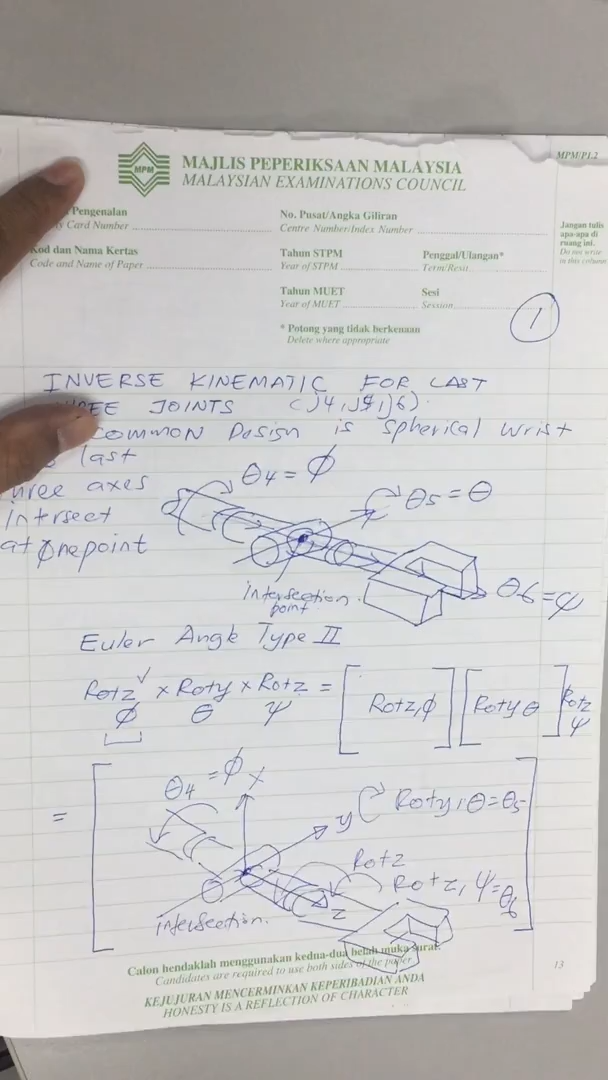 MPM/P1.2
MPM
MAJLIS PEPERIKSAAN MALAYSIA
MALAYSIAN EXAMINATIONS COUNCIL
Pengenalan
Card Number
No. Pusat/Angka Giliran
Centre Number/Index Number
Kod dan Nama Kertas
Code and Name of Paper
Tahun STPM
Year of STPM
Penggal/Ulangan*
Term/Resit
Tahun MUET
Year of MUET
Sesi
Session
* Potong yang tidak berkenaan
Delete where appropriate
Jangan tulis
apa-apa di
ruang ini.
Do not write
in this column
1
INVERSE KINEMATIC FOR LAST
JOINTS (J4, J5, J6).
COMMON Design is spherical wrist
last
three axes
intersect
at onepoint
θ4 = ϕ
θ5 = θ
θ6 = ψ
intersection
point
Euler Angle Type II
Rotz × Roty × Rotz = [ Rotz,ϕ ] [ Roty θ ] Rotz ψ
ϕ θ ψ
=
θ4 = ϕ
x
y
Roty, θ = θ5
Rotz
Rotz, ψ = θ6
z
intersection.
Calon hendaklah menggunakan kedua-dua belah muka surat.
Candidates are required to use both sides of the paper.
KEJUJURAN MENCERMINKAN KEPERIBADIAN ANDA
HONESTY IS A REFLECTION OF CHARACTER
13